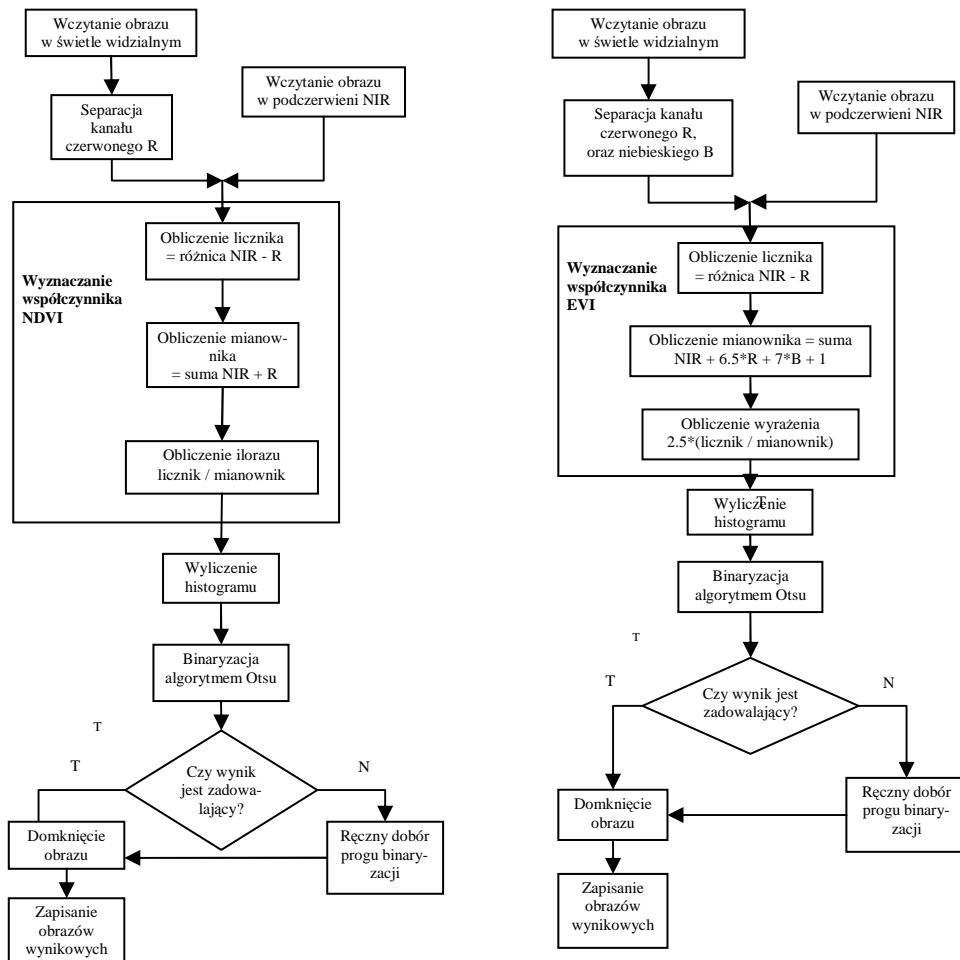 Wczytanie obrazu
w świetle widzialnym
Wczytanie obrazu
w podczerwieni NIR
Separacja
kanału
czerwonego R
Wyznaczanie
współczynnika
NDVI
Obliczenie licznika
= różnica NIR - R
Obliczenie mianow-
nika
= suma NIR + R
Obliczenie ilorazu
licznik / mianownik
Wyliczenie
histogramu
Binaryzacja
algorytmem Otsu
T
T
Czy wynik
jest zadowa-
lający?
N
Domknięcie
obrazu
Ręczny dobór
progu binary-
zacji
Zapisanie
obrazów
wynikowych
Wczytanie obrazu
w świetle widzialnym
Wczytanie obrazu
w podczerwieni NIR
Separacja kanału
czerwonego R,
oraz niebieskiego B
Wyznaczanie
współczynnika
EVI
Obliczenie licznika
= różnica NIR - R
Obliczenie mianownika = suma
NIR + 6.5*R + 7*B + 1
Obliczenie wyrażenia
2.5*(licznik / mianownik)
T
Wyliczenie
histogramu
Binaryzacja
algorytmem Otsu
T
T
Czy wynik jest
zadowalający?
N
Domknięcie
obrazu
Ręczny dobór
progu binary-
zacji
Zapisanie
obrazów
wynikowych